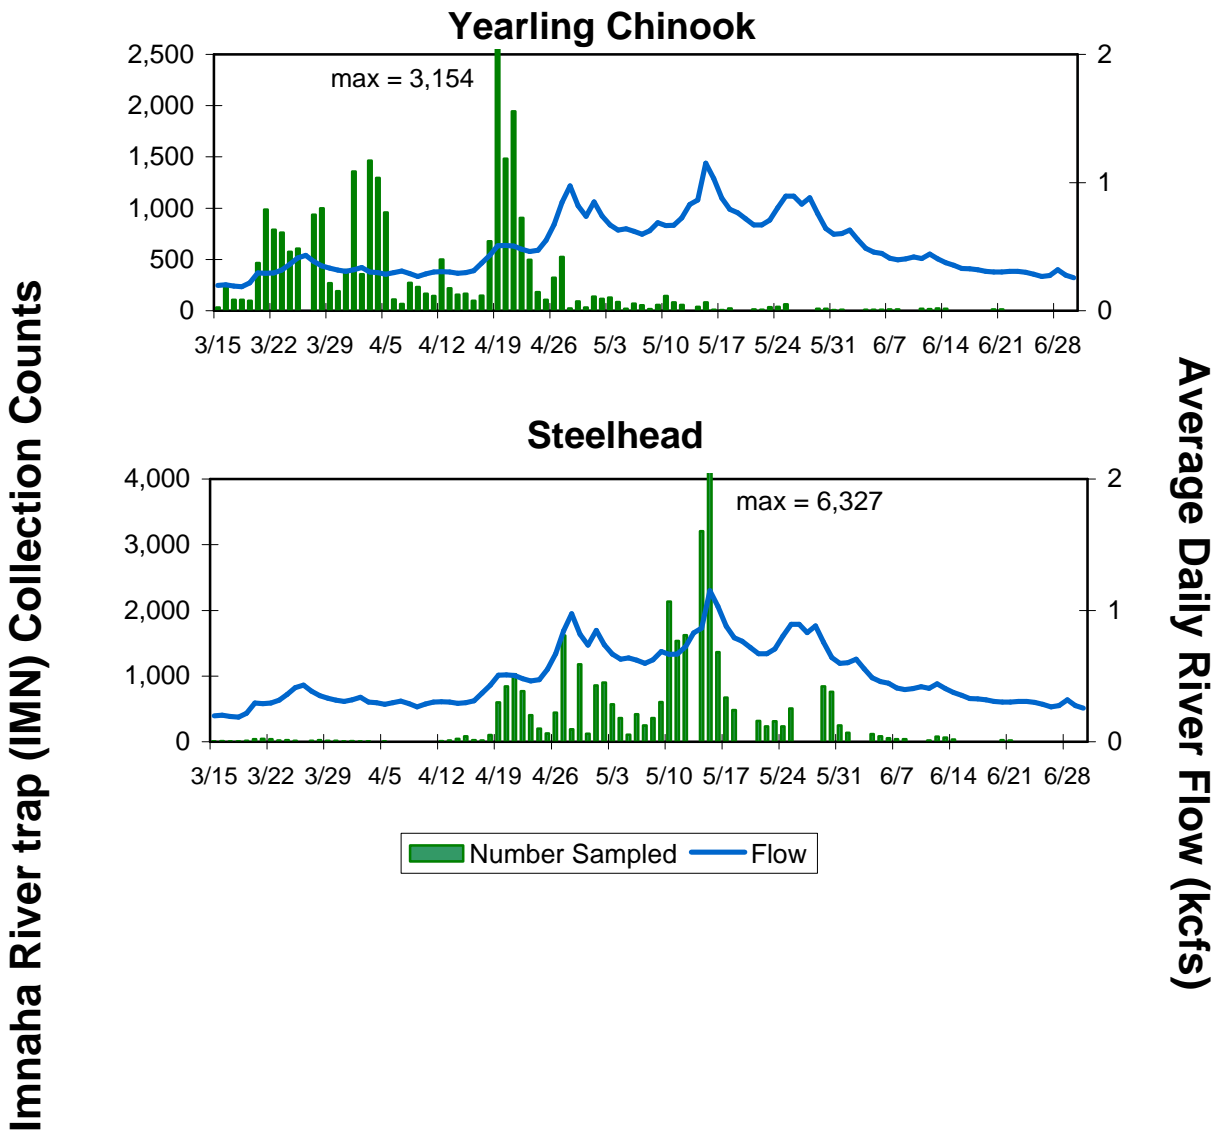 Yearling Chinook
2,500
2,000
1,500
1,000
500
0
max = 3,154
2
1
0
3/15 3/22 3/29 4/5 4/12 4/19 4/26 5/3 5/10 5/17 5/24 5/31 6/7 6/14 6/21 6/28
Imnaha River trap (IMN) Collection Counts
Average Daily River Flow (kcfs)
Steelhead
4,000
3,000
2,000
1,000
0
max = 6,327
2
1
0
3/15 3/22 3/29 4/5 4/12 4/19 4/26 5/3 5/10 5/17 5/24 5/31 6/7 6/14 6/21 6/28
Number Sampled Flow